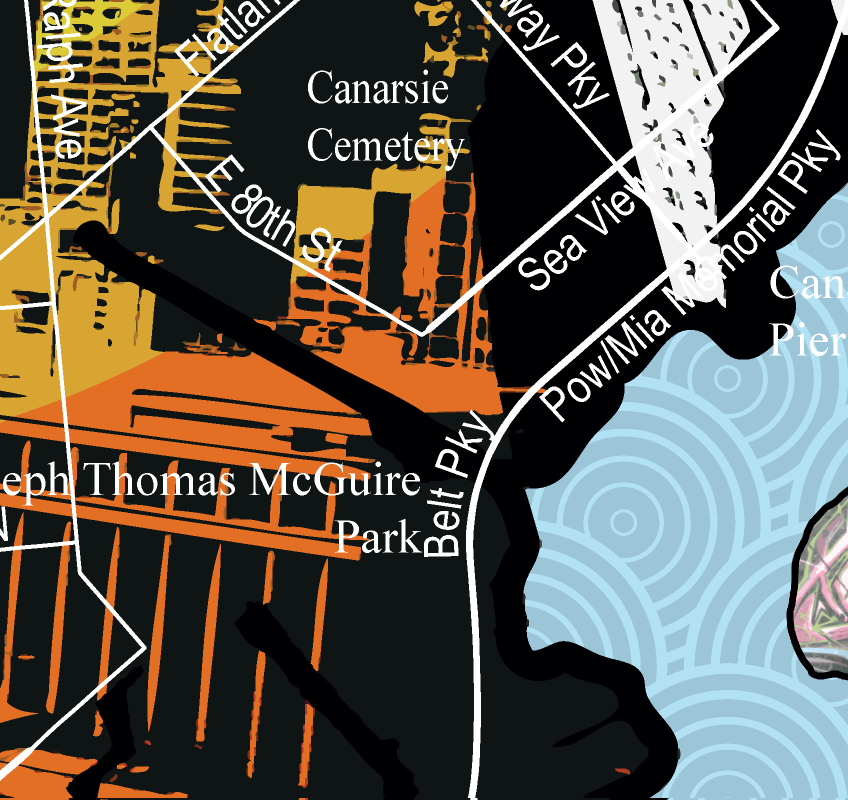 Ralph Ave
Flatlan
way Pky
Canarsie
Cemetery
E 80th St
Sea View Ave
Pow/Mia Memorial Pky
Can
Pier
Belt Pky
eph Thomas McGuire
Park